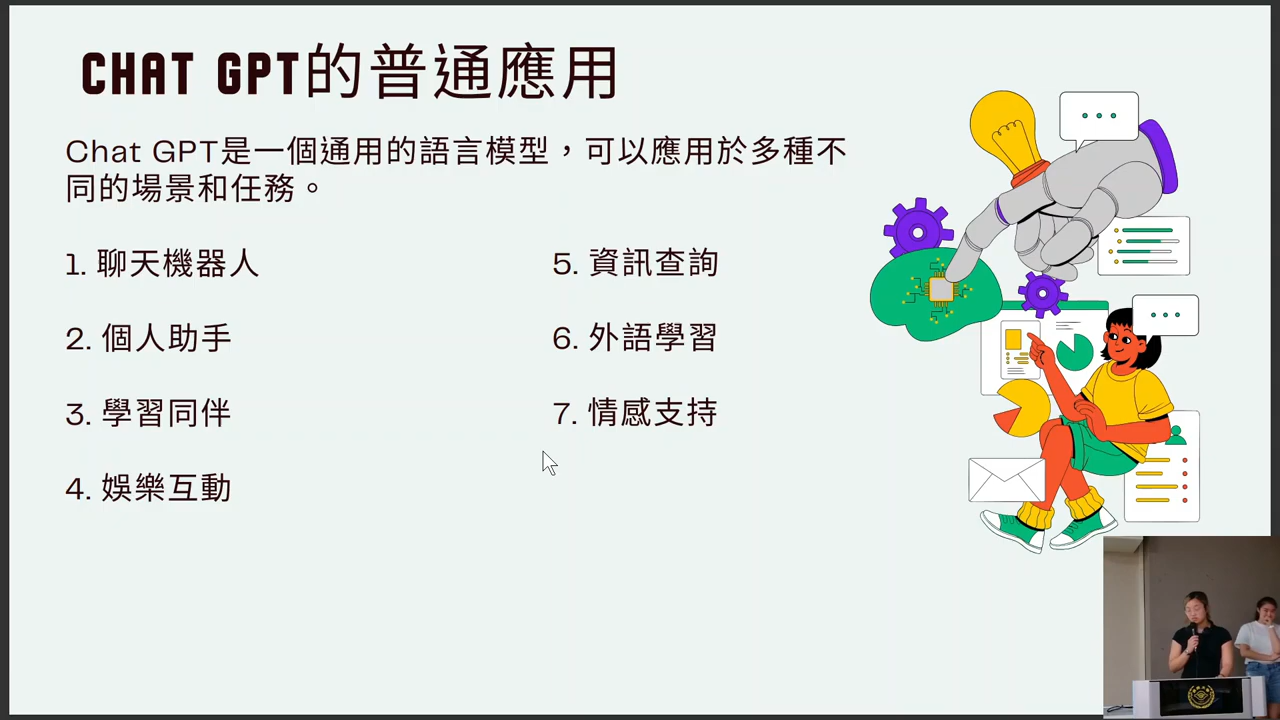 CHAT GPT的普通應用
Chat GPT是一個通用的語言模型，可以應用於多種不
同的場景和任務。
1. 聊天機器人
2. 個人助手
3. 學習同伴
4. 娛樂互動
5. 資訊查詢
6. 外語學習
7. 情感支持